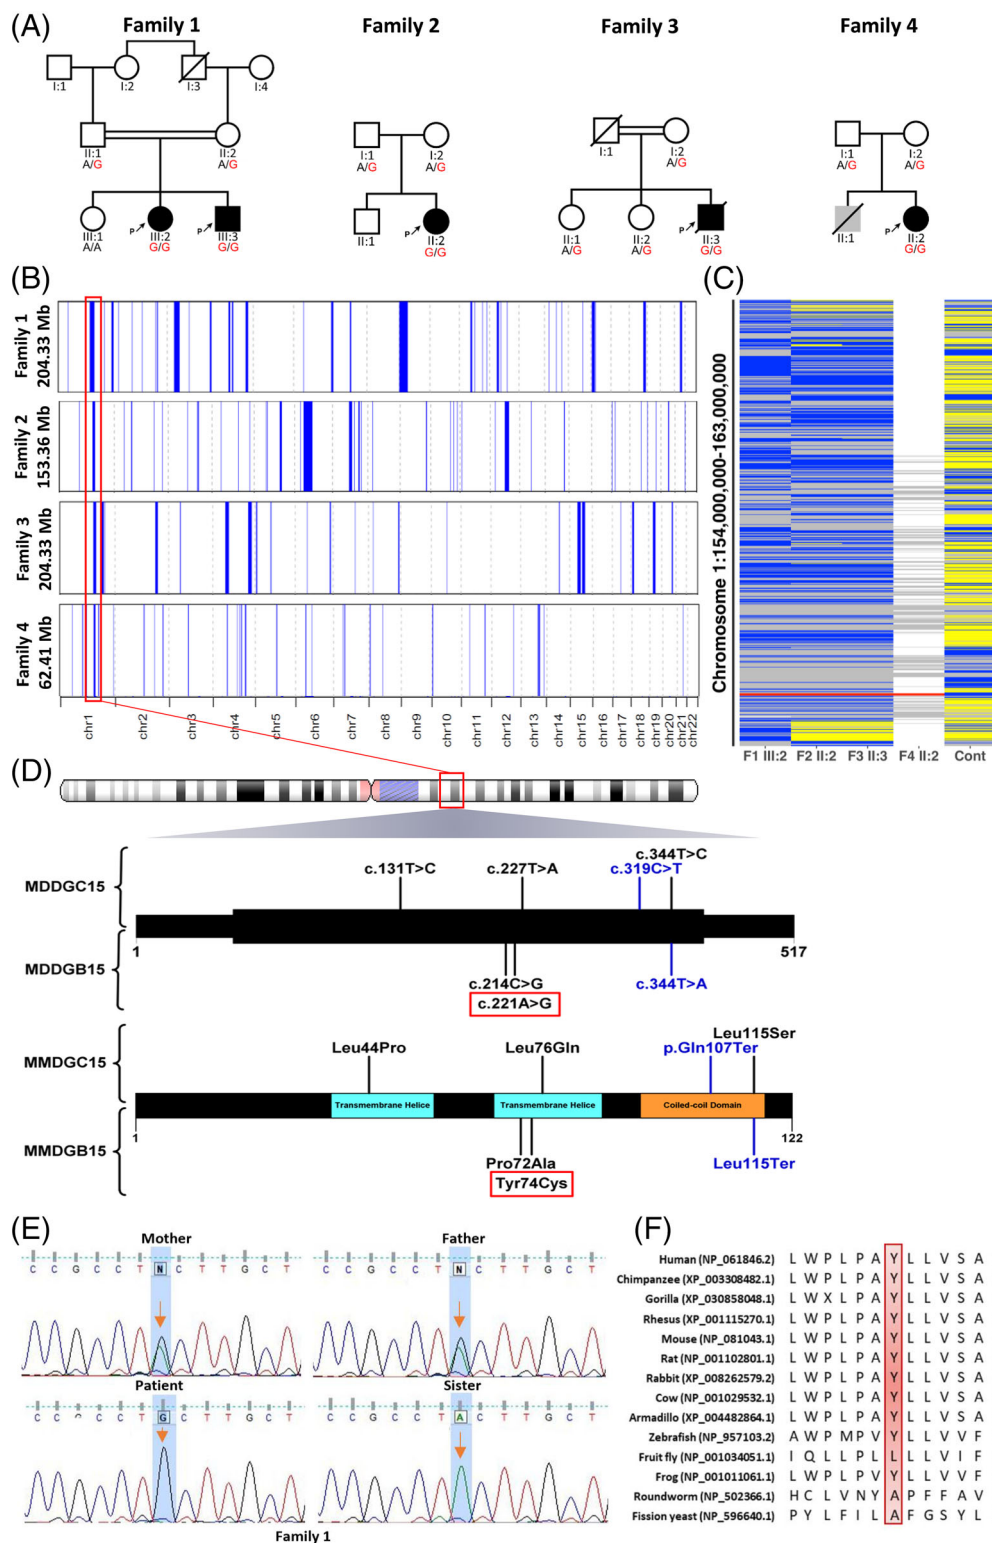 (A)
Family 1
Family 2
Family 3
Family 4
I:1
I:2
I:3
I:4
II:1
A/G
II:2
A/G
III:1
A/A
P
III:2
G/G
P
III:3
G/G
I:1
A/G
I:2
A/G
II:1
P
II:2
G/G
I:1
I:2
A/G
II:1
A/G
II:2
A/G
P
II:3
G/G
I:1
A/G
I:2
A/G
II:1
P
II:2
G/G
(B)
Family 1
204.33 Mb
Family 2
153.36 Mb
Family 3
204.33 Mb
Family 4
62.41 Mb
chr1
chr2
chr3
chr4
chr5
chr6
chr7
chr8
chr9
chr10
chr11
chr12
chr13
chr14
chr15
chr16
chr17
chr18
chr19
chr20
chr21
chr22
(C)
Chromosome 1:154,000,000-163,000,000
F1 III:2
F2 II:2
F3 II:3
F4 II:2
Cont
(D)
MDDGC15
c.131T>C
c.227T>A
c.344T>C
c.319C>T
1
517
MDDGB15
c.214C>G
c.221A>G
c.344T>A
MMDGC15
Leu44Pro
Leu76Gln
Leu115Ser
p.Gln107Ter
Transmembrane Helice
Transmembrane Helice
Coiled-coil Domain
1
122
MMDGB15
Pro72Ala
Tyr74Cys
Leu115Ter
(E)
Mother
C C G C C T N C T T G C T
Father
C C G C C T N C T T G C T
Patient
C C C C T G C T T G C T
Sister
C C G C C T A C T T G C T
Family 1
(F)
Human (NP_061846.2) L W P L P A Y L L V S A
Chimpanzee (XP_003308482.1) L W P L P A Y L L V S A
Gorilla (XP_030858048.1) L W X L P A Y L L V S A
Rhesus (XP_001115270.1) L W P L P A Y L L V S A
Mouse (NP_081043.1) L W P L P A Y L L V S A
Rat (NP_001102801.1) L W P L P A Y L L V S A
Rabbit (XP_008262579.2) L W P L P A Y L L V S A
Cow (NP_001029532.1) L W P L P A Y L L V S A
Armadillo (XP_004482864.1) L W P L P A Y L L V S A
Zebrafish (NP_957103.2) A W P M P V Y L L V V F
Fruit fly (NP_001034051.1) I Q L L P L L L L V I F
Frog (NP_001011061.1) L W P L P V Y L L V V F
Roundworm (NP_502366.1) H C L V N Y A P F F A V
Fission yeast (NP_596640.1) P Y L F I L A F G S Y L